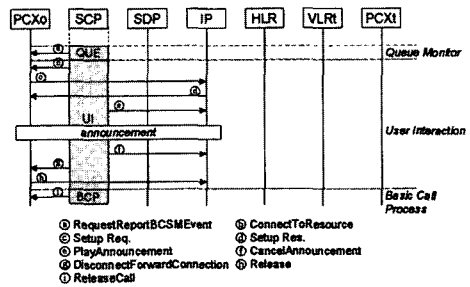 PCXo SCP SDP IP HLR VLRt PCXt
ⓐ QUE Queue Monitor
ⓑ
ⓒ
ⓓ
ⓔ
UI
announcement User Interaction
ⓕ
ⓖ
ⓗ
ⓘ BCP Basic Call
Process
ⓐ RequestReportBCSMEvent ⓑ ConnectToResource
ⓒ Setup Req. ⓓ Setup Res.
ⓔ PlayAnnouncement ⓕ CancelAnnouncement
ⓖ DisconnectForwardConnection ⓗ Release
ⓘ ReleaseCall